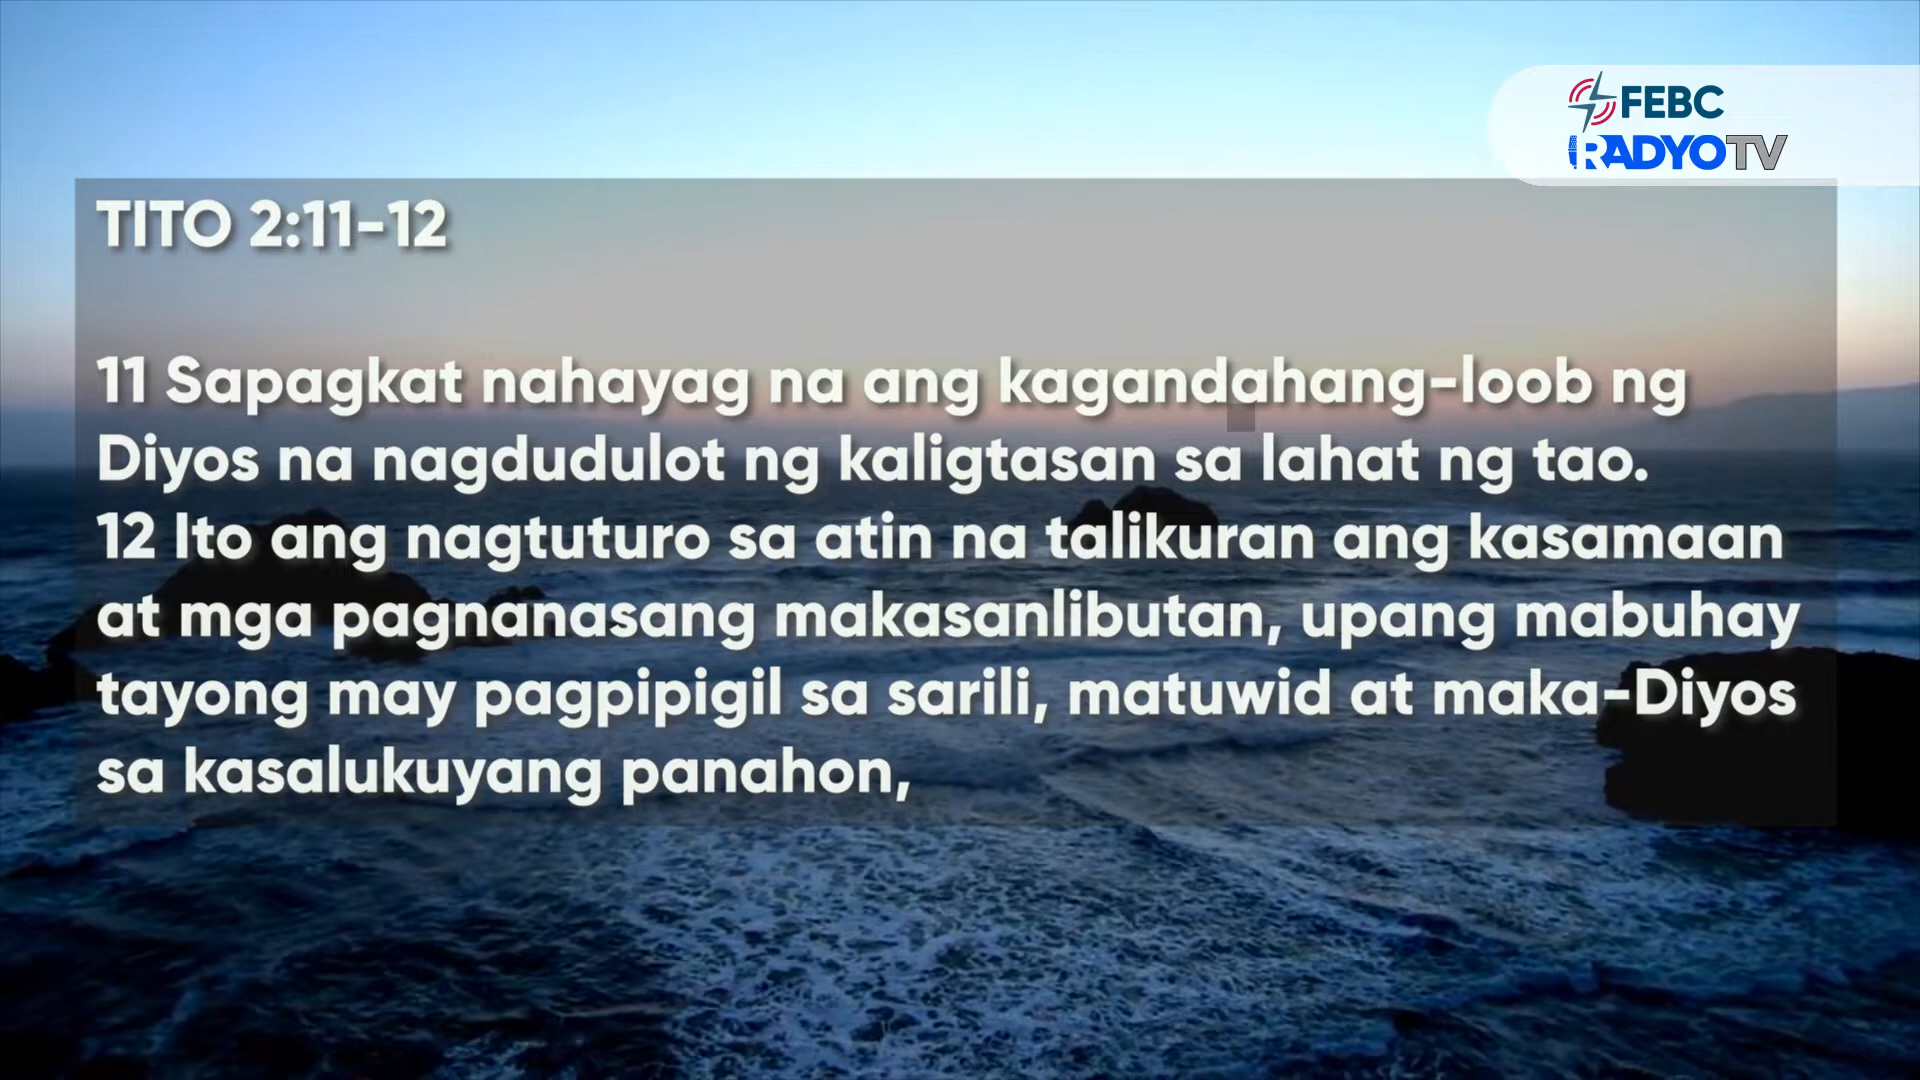 FEBC
RADYOTV
TITO 2:11-12
11 Sapagkat nahayag na ang kagandahang-loob ng
Diyos na nagdudulot ng kaligtasan sa lahat ng tao.
12 Ito ang nagtuturo sa atin na talikuran ang kasamaan
at mga pagnanasang makasanlibutan, upang mabuhay
tayong may pagpipigil sa sarili, matuwid at maka-Diyos
sa kasalukuyang panahon,